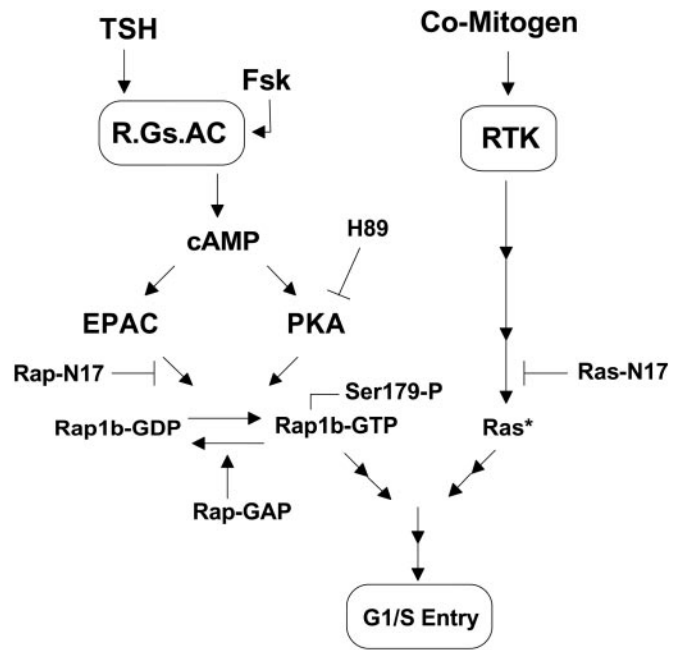 TSH
Co-Mitogen
Fsk
R.Gs.AC
RTK
cAMP
H89
EPAC
PKA
Rap-N17
Ras-N17
Ser179-P
Rap1b-GDP
Rap1b-GTP
Ras*
Rap-GAP
G1/S Entry